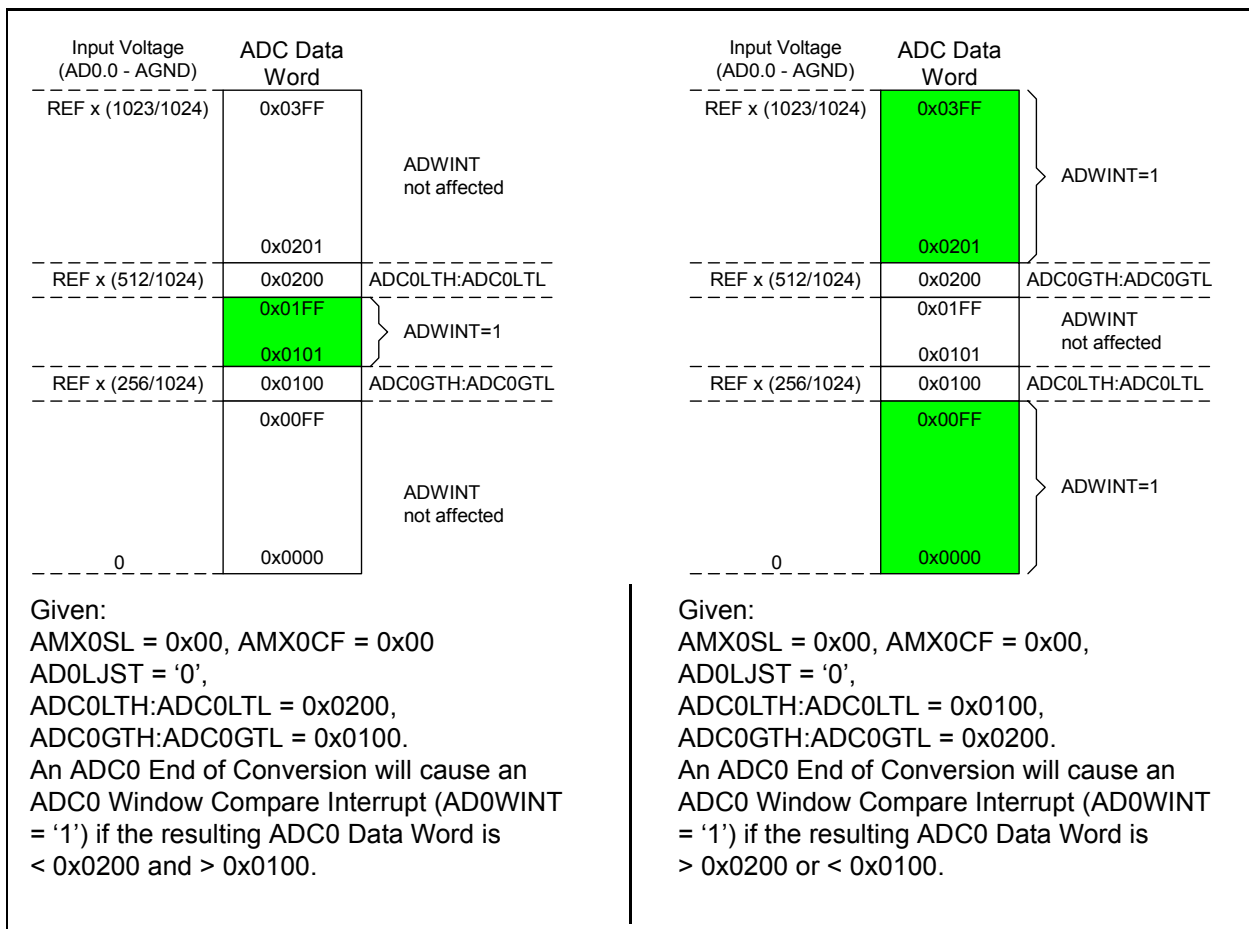 Input Voltage
(AD0.0 - AGND)
ADC Data
Word
REF x (1023/1024)
0x03FF
ADWINT
not affected
0x0201
REF x (512/1024)
0x0200
ADC0LTH:ADC0LTL
0x01FF
ADWINT=1
0x0101
REF x (256/1024)
0x0100
ADC0GTH:ADC0GTL
0x00FF
ADWINT
not affected
0
0x0000
Given:
AMX0SL = 0x00, AMX0CF = 0x00
AD0LJST = ‘0’,
ADC0LTH:ADC0LTL = 0x0200,
ADC0GTH:ADC0GTL = 0x0100.
An ADC0 End of Conversion will cause an
ADC0 Window Compare Interrupt (AD0WINT
= ‘1’) if the resulting ADC0 Data Word is
< 0x0200 and > 0x0100.
Input Voltage
(AD0.0 - AGND)
ADC Data
Word
REF x (1023/1024)
0x03FF
ADWINT=1
0x0201
REF x (512/1024)
0x0200
ADC0GTH:ADC0GTL
0x01FF
ADWINT
not affected
0x0101
REF x (256/1024)
0x0100
ADC0LTH:ADC0LTL
0x00FF
ADWINT=1
0
0x0000
Given:
AMX0SL = 0x00, AMX0CF = 0x00,
AD0LJST = ‘0’,
ADC0LTH:ADC0LTL = 0x0100,
ADC0GTH:ADC0GTL = 0x0200.
An ADC0 End of Conversion will cause an
ADC0 Window Compare Interrupt (AD0WINT
= ‘1’) if the resulting ADC0 Data Word is
> 0x0200 or < 0x0100.